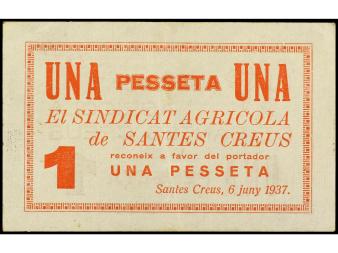 UNA PESSETA UNA
El SINDICAT AGRICOLA
de SANTES CREUS
reconeix a favor del portador
1 UNA PESSETA
Santes Creus, 6 juny 1937.